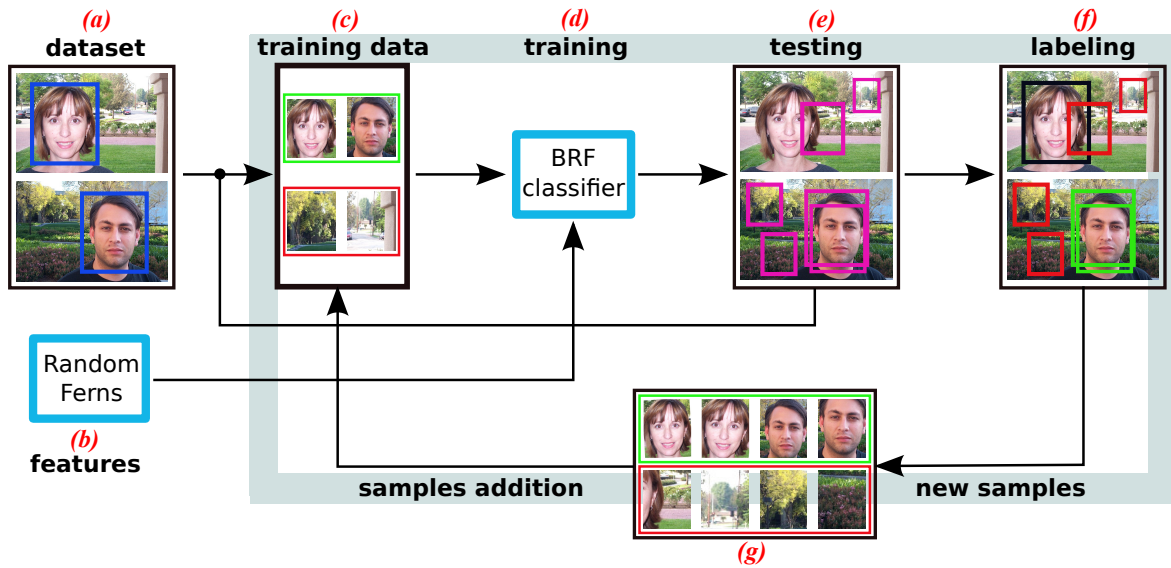 (a)
dataset
(c)
training data
(d)
training
(e)
testing
(f)
labeling
BRF
classifier
Random
Ferns
(b)
features
samples addition
new samples
(g)